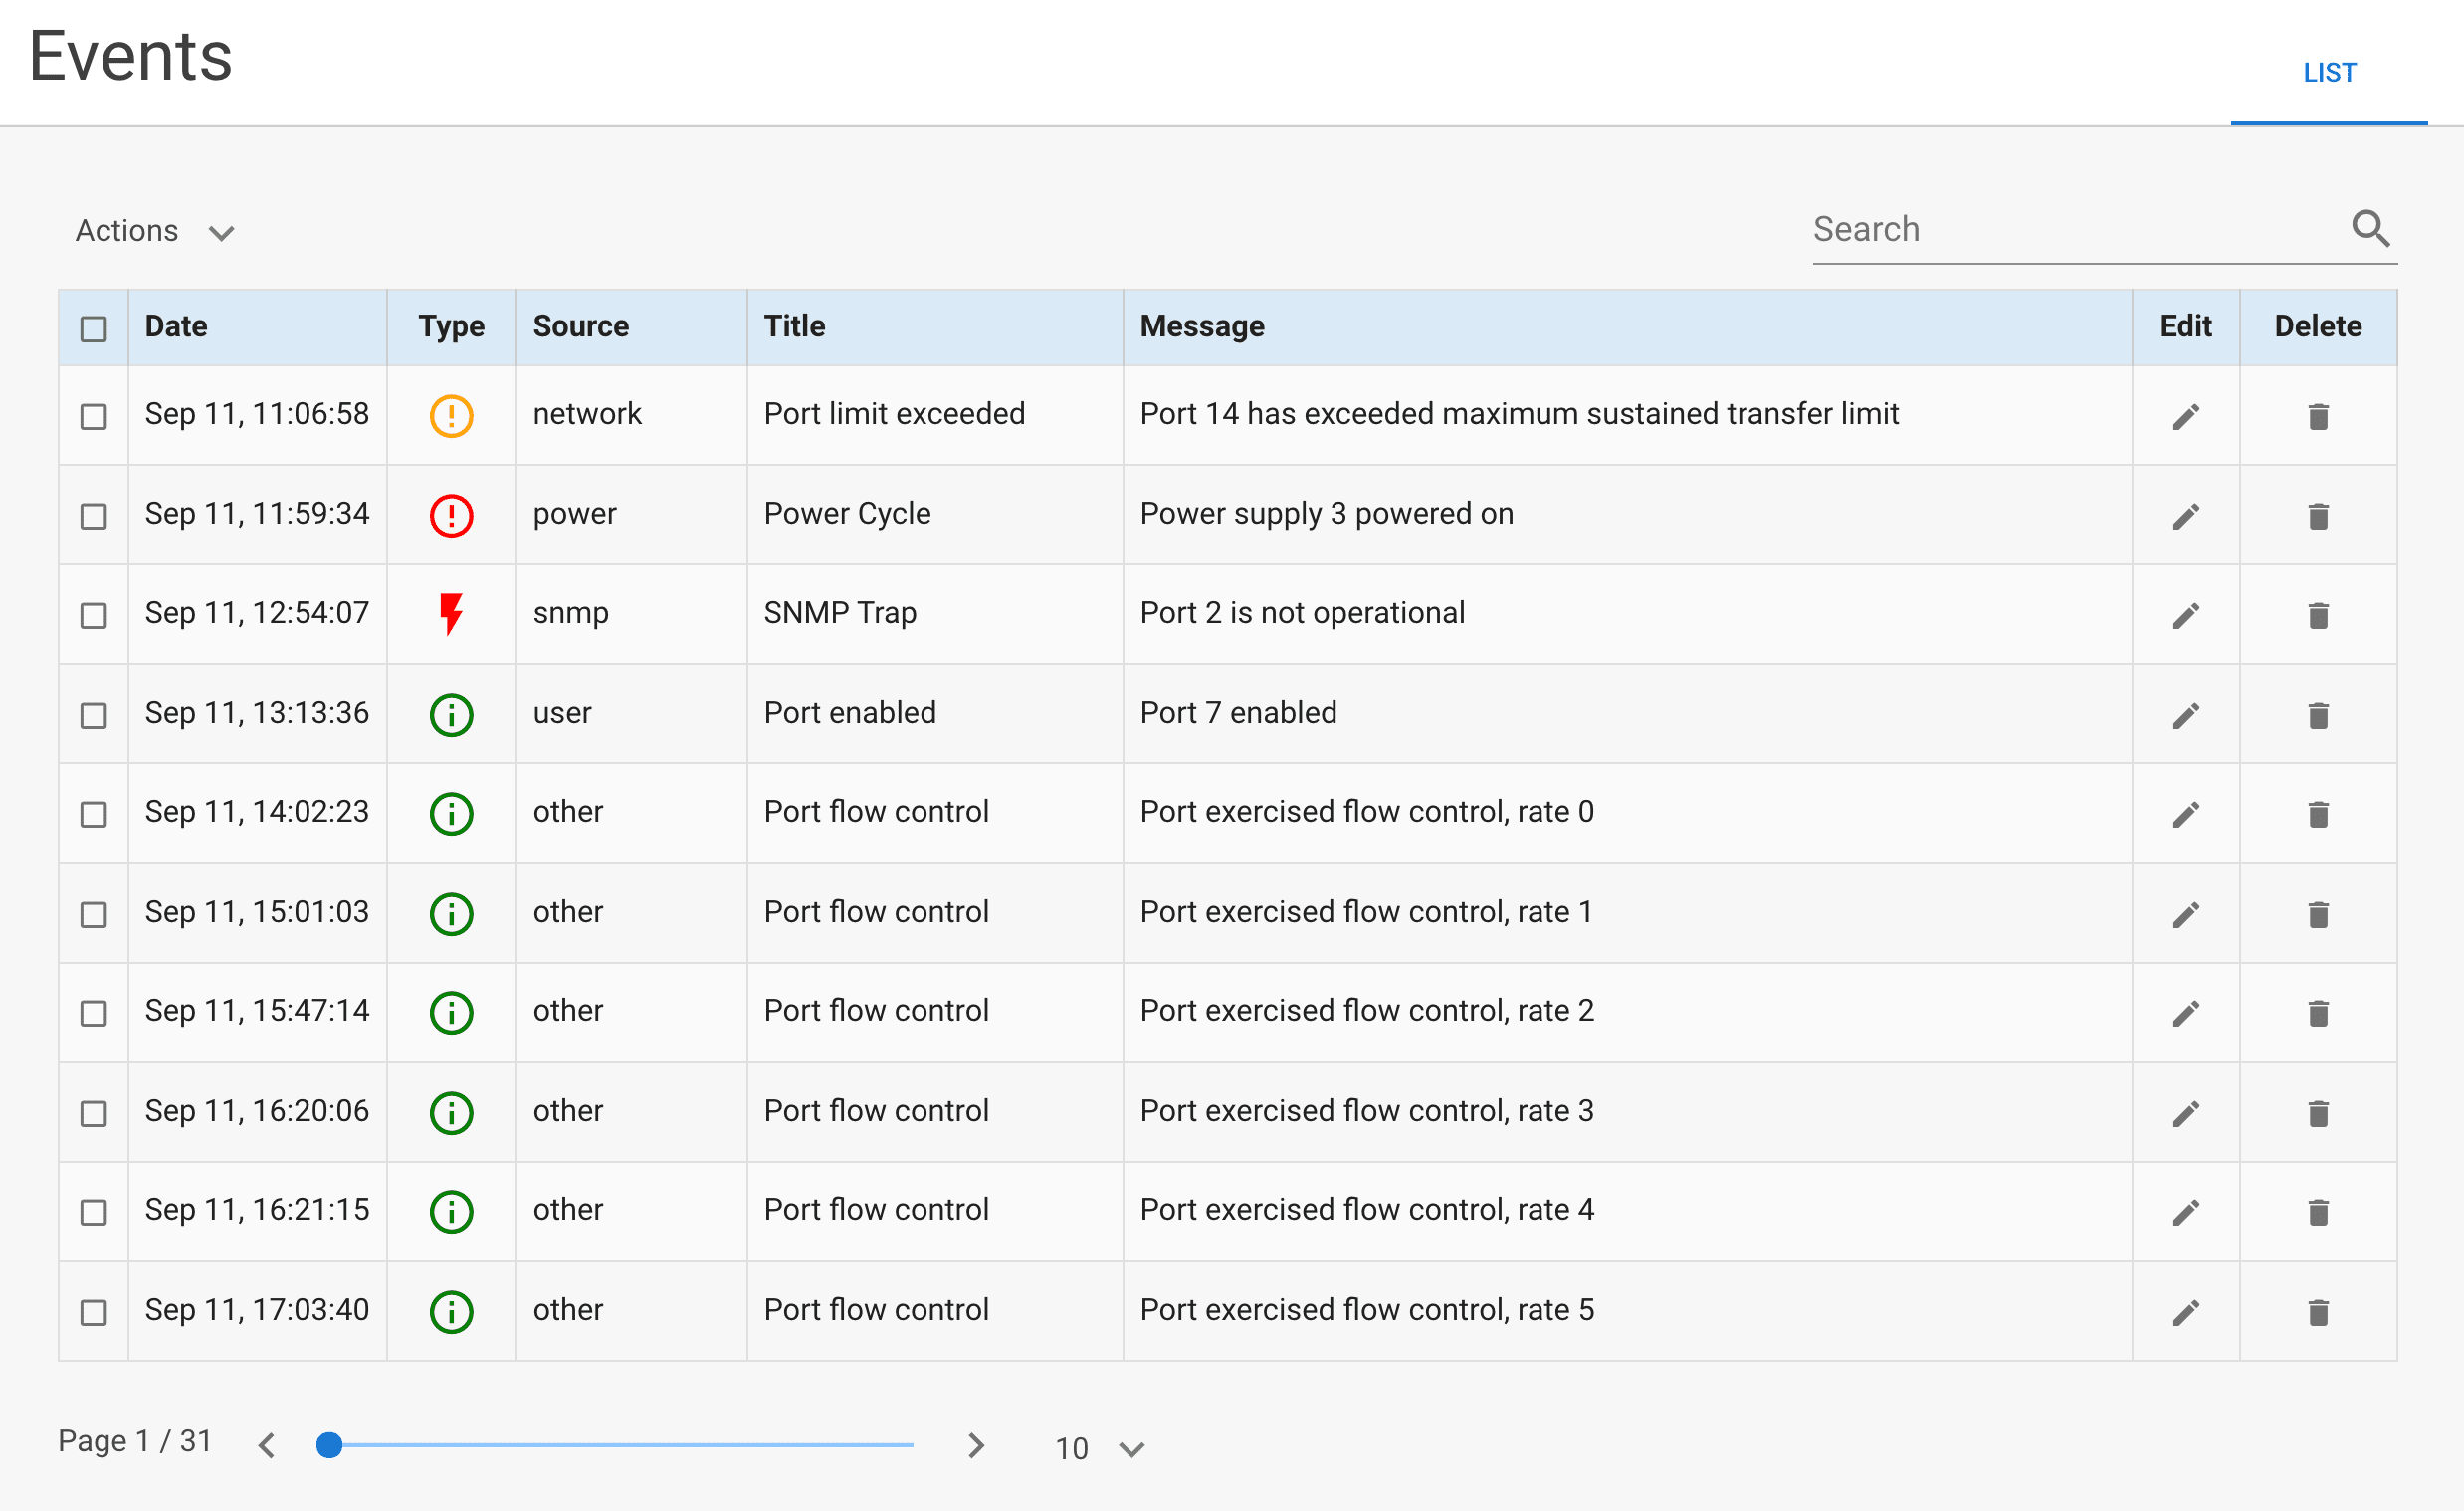 Events
LIST
Actions
Search
Date Type Source Title Message Edit Delete
Sep 11, 11:06:58 network Port limit exceeded Port 14 has exceeded maximum sustained transfer limit
Sep 11, 11:59:34 power Power Cycle Power supply 3 powered on
Sep 11, 12:54:07 snmp SNMP Trap Port 2 is not operational
Sep 11, 13:13:36 user Port enabled Port 7 enabled
Sep 11, 14:02:23 other Port flow control Port exercised flow control, rate 0
Sep 11, 15:01:03 other Port flow control Port exercised flow control, rate 1
Sep 11, 15:47:14 other Port flow control Port exercised flow control, rate 2
Sep 11, 16:20:06 other Port flow control Port exercised flow control, rate 3
Sep 11, 16:21:15 other Port flow control Port exercised flow control, rate 4
Sep 11, 17:03:40 other Port flow control Port exercised flow control, rate 5
Page 1 / 31 10